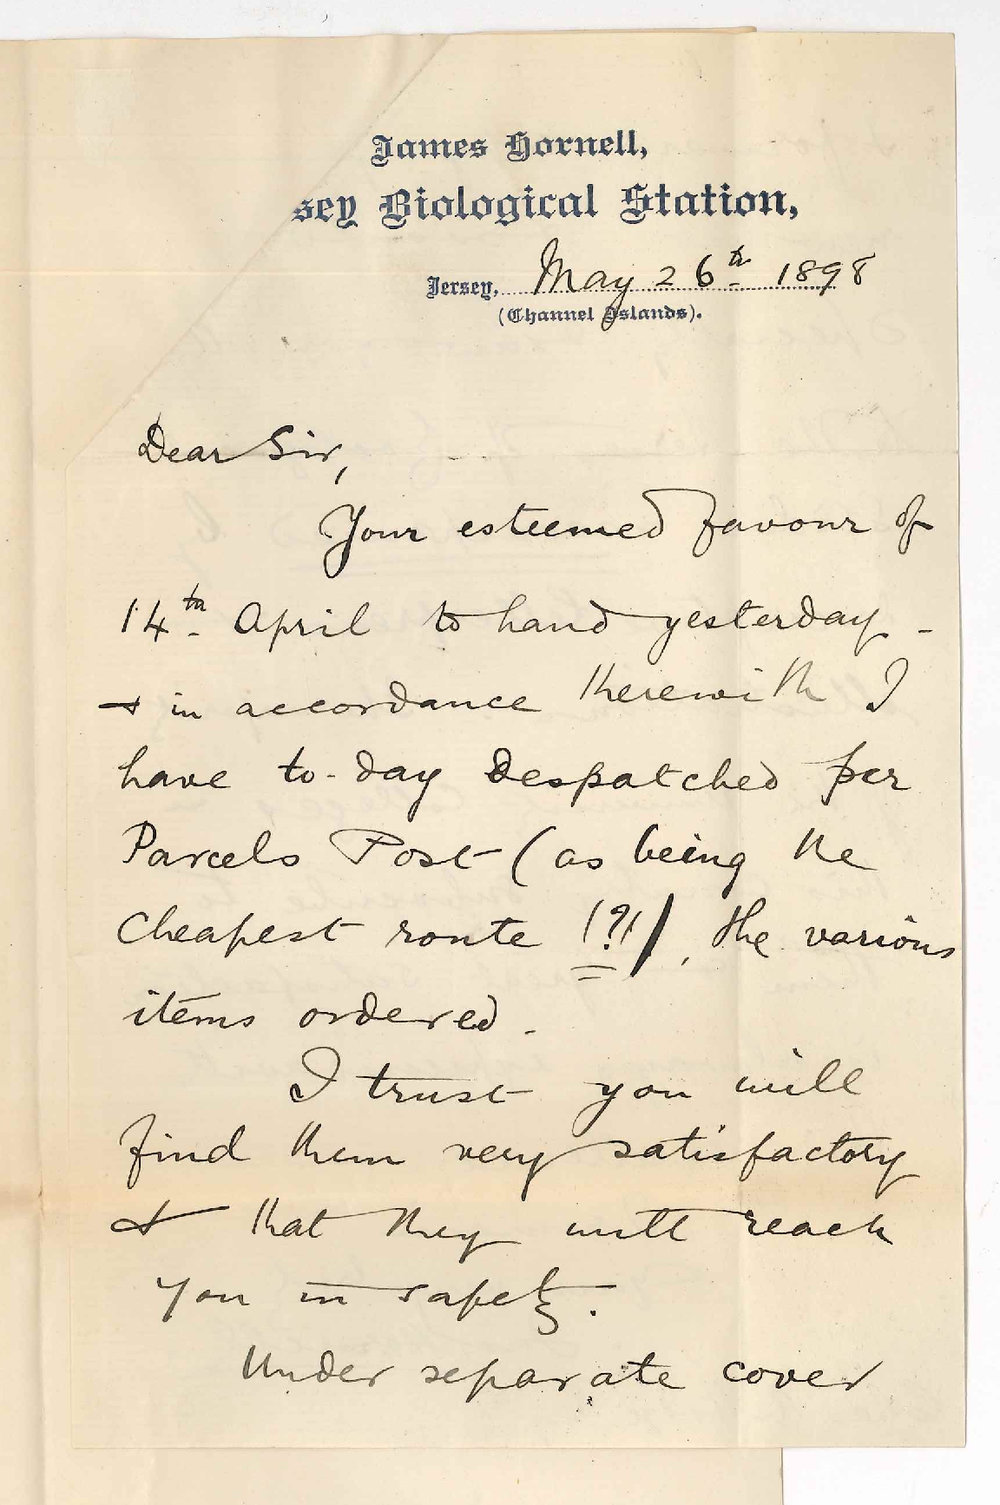 James Hornell,
sey Biological Station,
Jersey, May 26th 1898
(Channel Islands).
Dear Sir,
Your esteemed favour of
14th April to hand yesterday -
& in accordance therewith I
have to-day despatched per
Parcels Post (as being the
cheapest route (?)), the various
items ordered.
I trust you will
find them very satisfactory
& that they will reach
you in safety.
Under separate cover